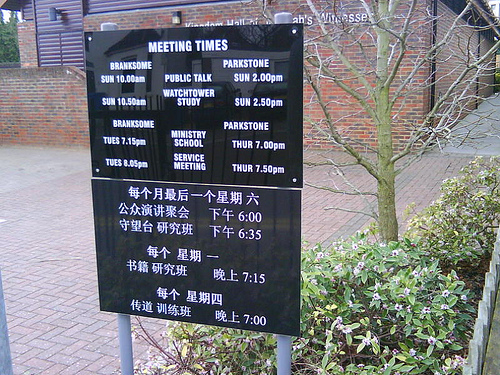 Kingdom Hall of ah's Witnesses
MEETING TIMES
BRANKSOME PARKSTONE
SUN 10.00am PUBLIC TALK SUN 2.00pm
SUN 10.50am WATCHTOWER STUDY SUN 2.50pm
BRANKSOME PARKSTONE
TUES 7.15pm MINISTRY SCHOOL THUR 7.00pm
TUES 8.05pm SERVICE MEETING THUR 7.50pm
每个月最后一个星期 六
公众演讲聚会 下午 6:00
守望台 研究班 下午 6:35
每个 星期 一
书籍 研究班 晚上 7:15
每个 星期四
传道 训练班 晚上 7:00